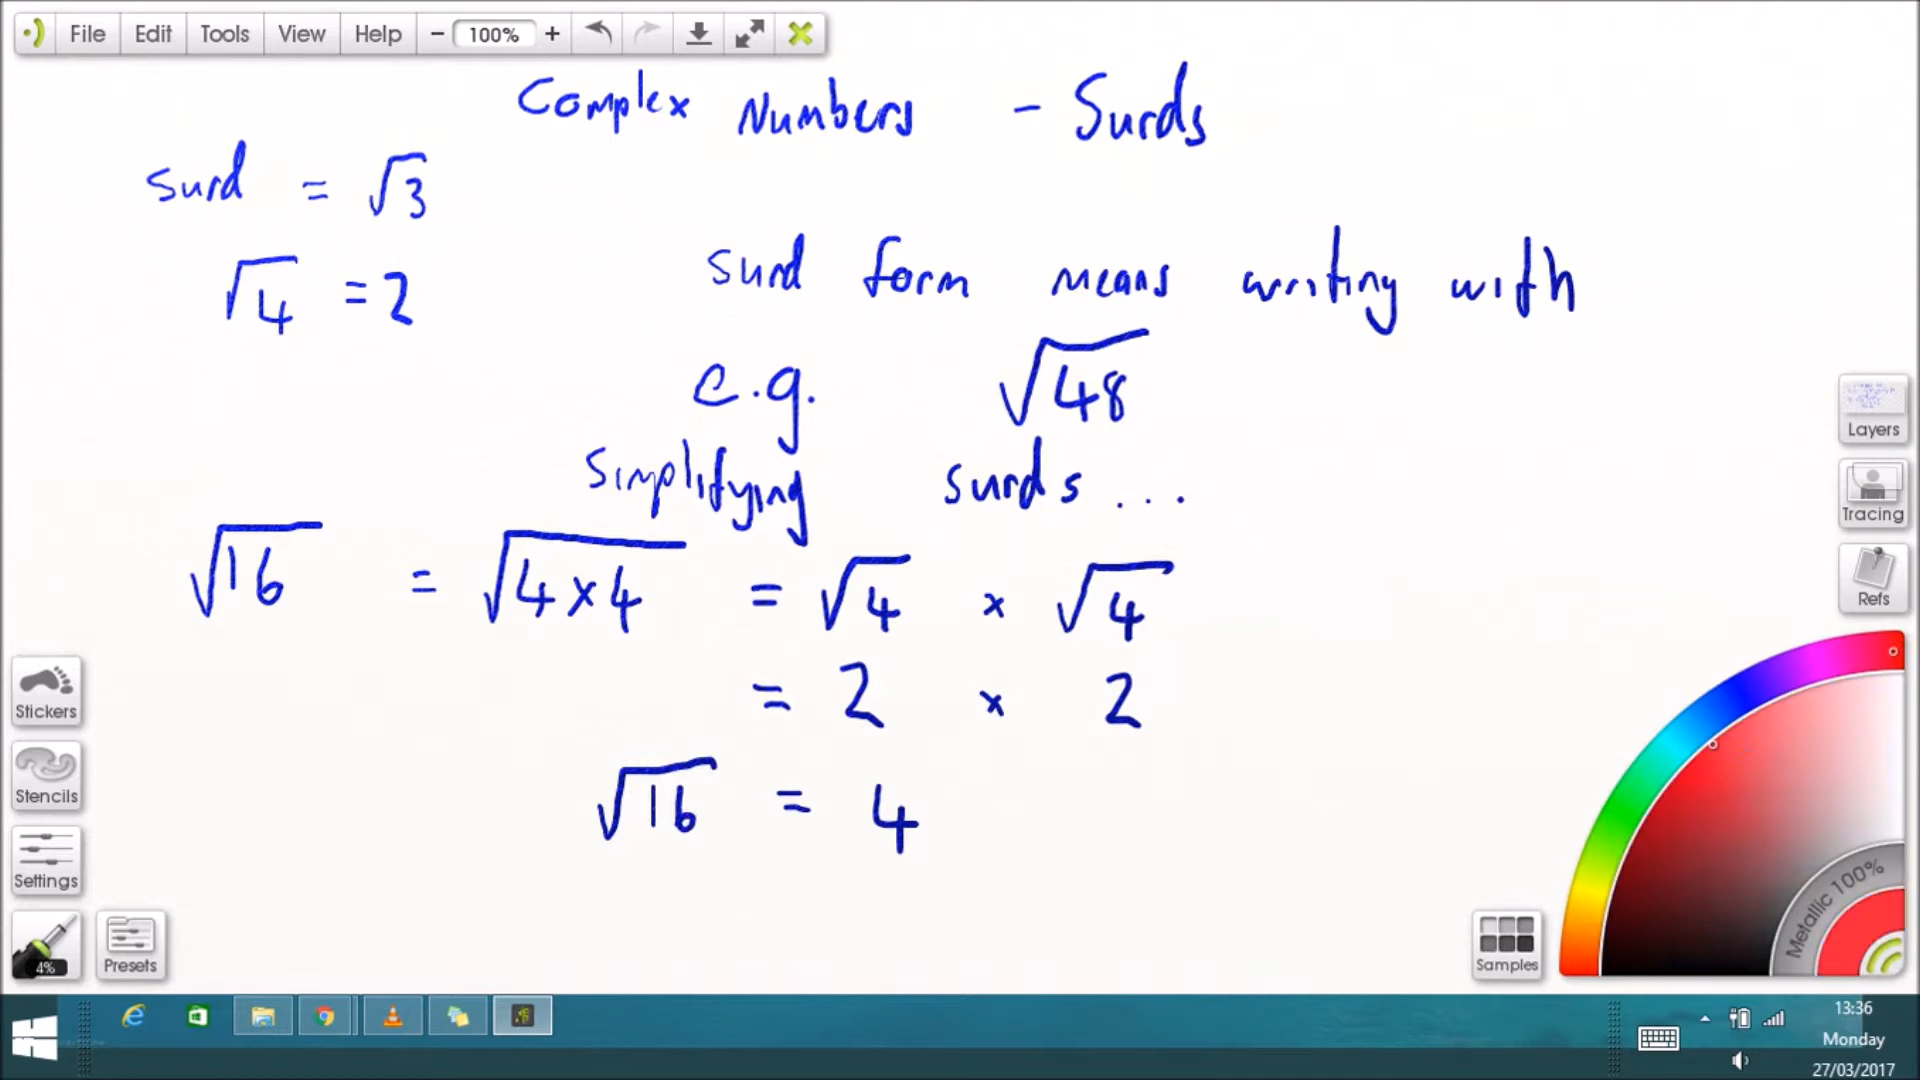 File Edit Tools View Help − 100% +
Complex Numbers - Surds
surd = √3
√4 = 2
surd form means writing with
e.g. √48
simplifying surds ...
√16 = √4×4 = √4 × √4
= 2 × 2
√16 = 4
Layers
Tracing
Refs
Stickers
Stencils
Settings
4%
Presets
Samples
Metallic 100%
13:36
Monday
27/03/2017